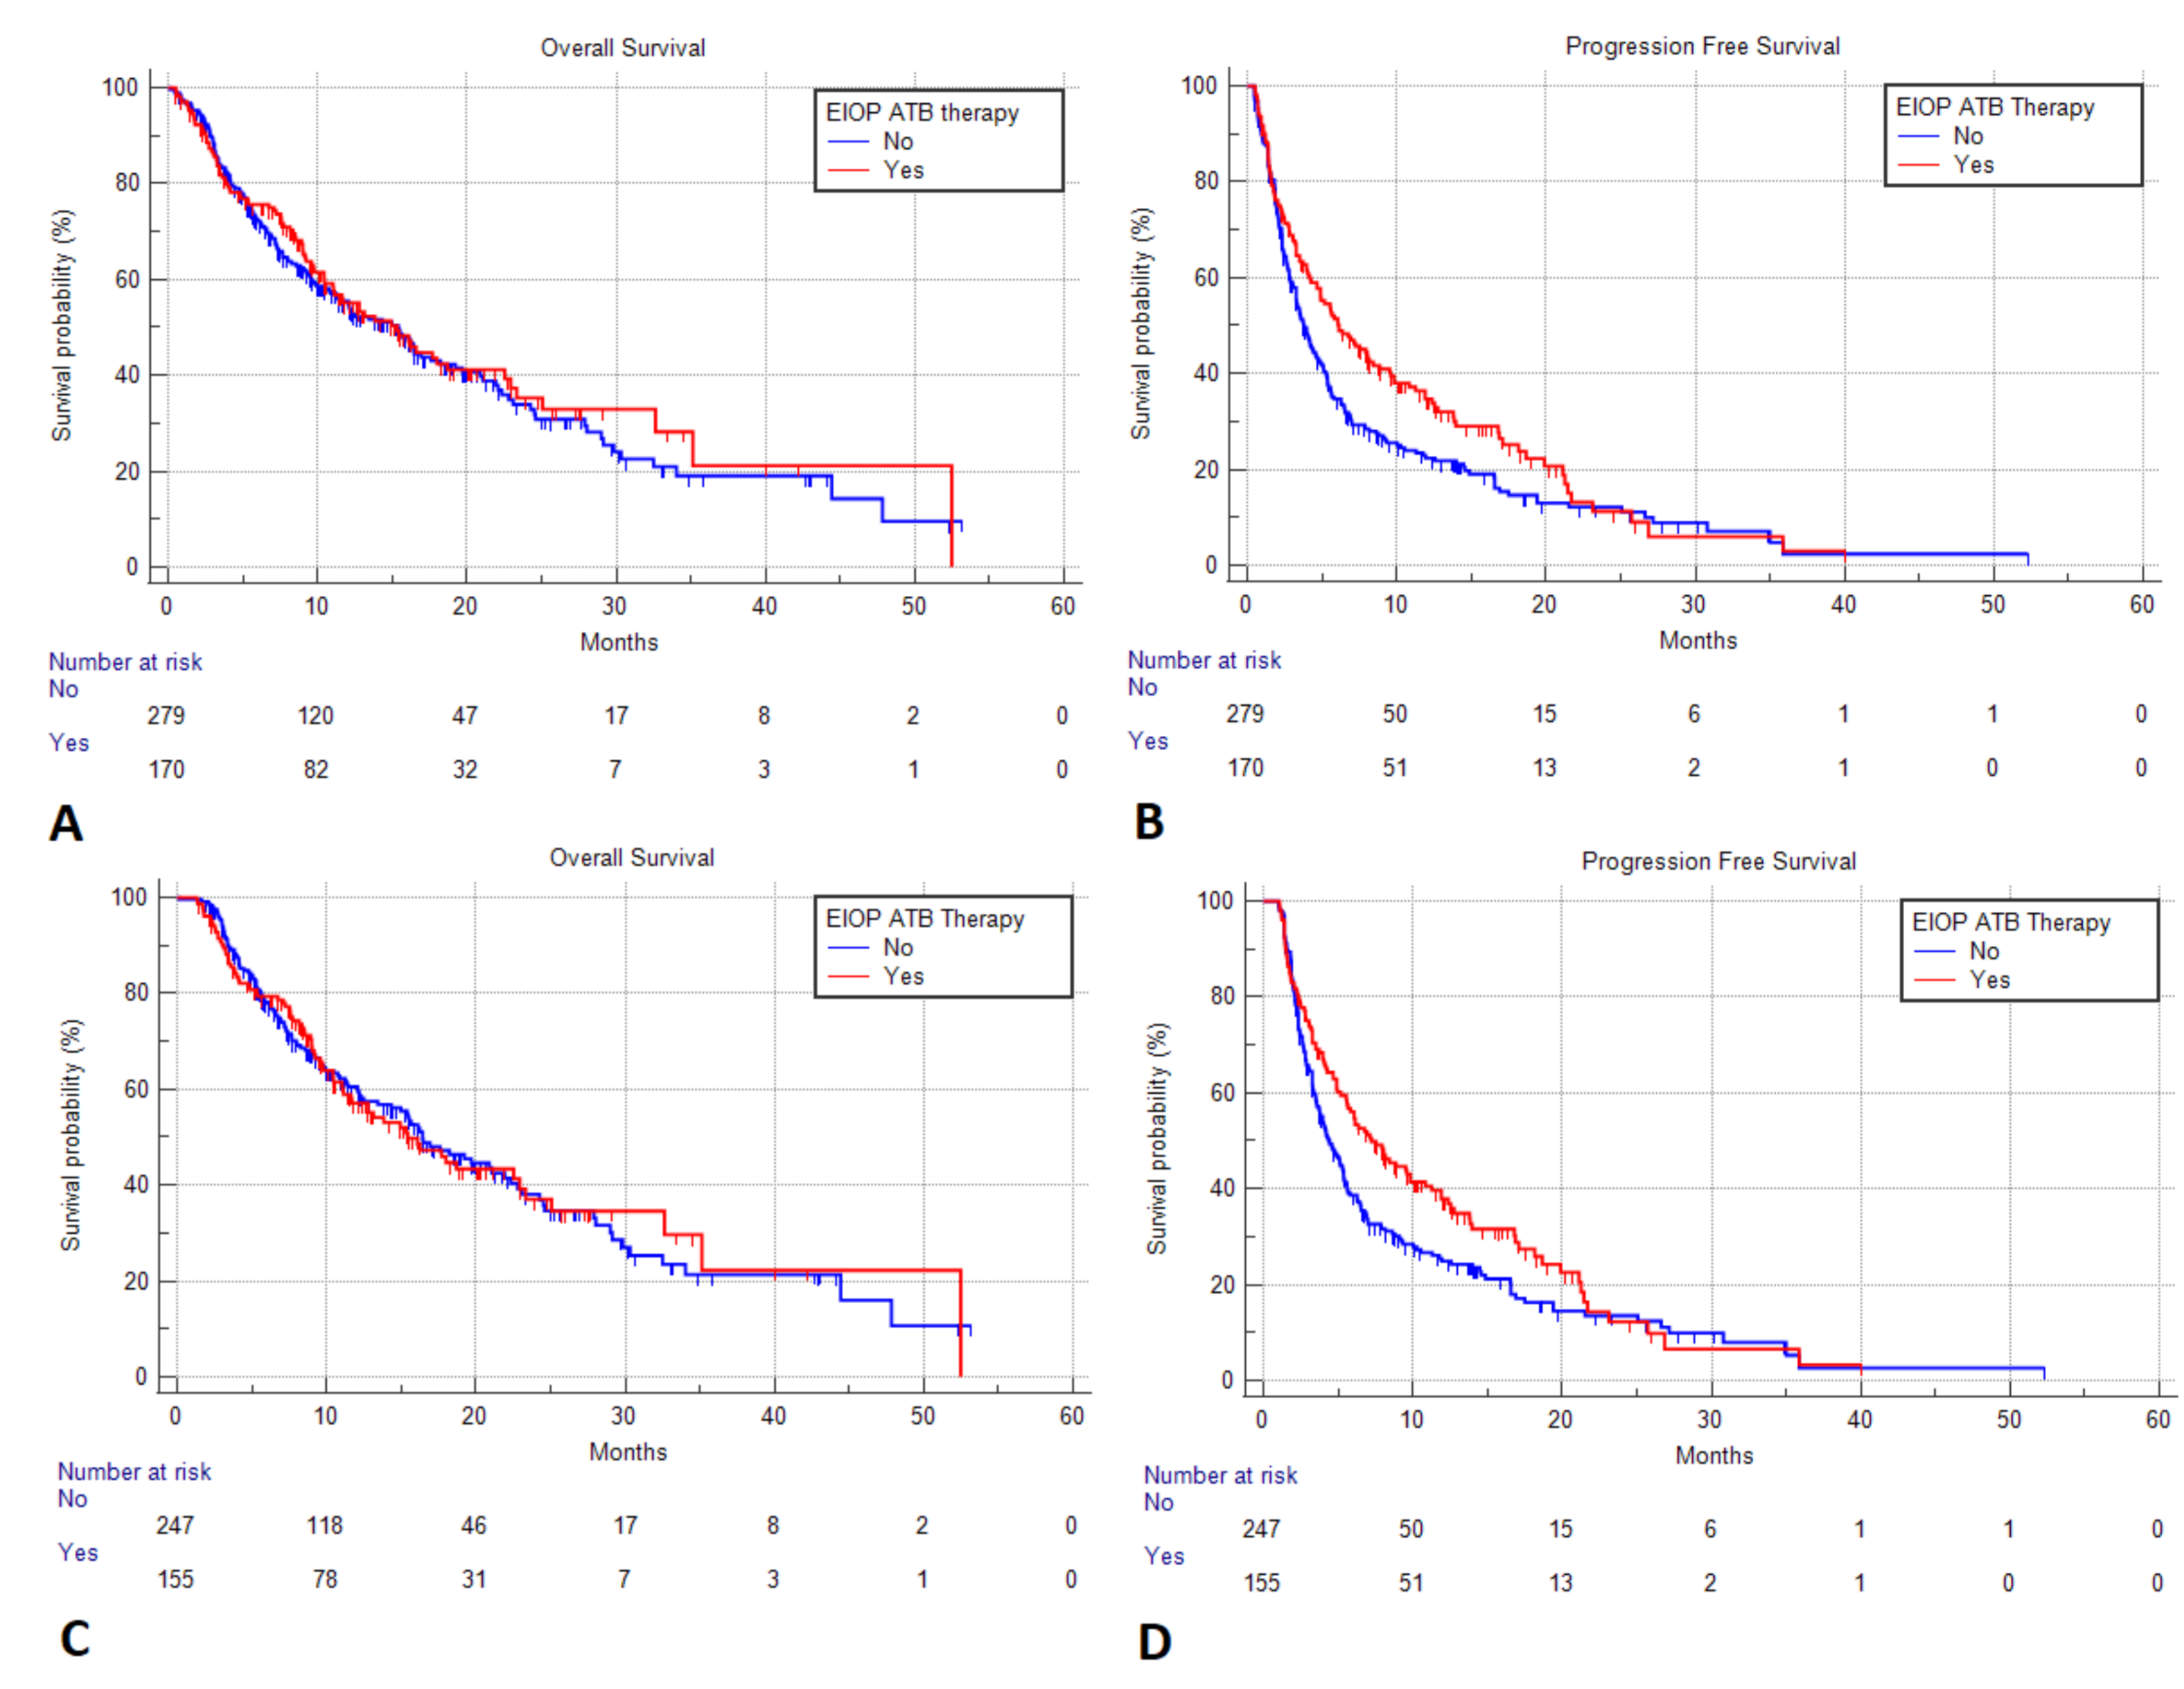 Overall Survival
Survival probability (%)
100
80
60
40
20
0
EIOP ATB therapy
No
Yes
0 10 20 30 40 50 60
Months
Number at risk
No
279 120 47 17 8 2 0
Yes
170 82 32 7 3 1 0
A
Progression Free Survival
Survival probability (%)
100
80
60
40
20
0
EIOP ATB Therapy
No
Yes
0 10 20 30 40 50 60
Months
Number at risk
No
279 50 15 6 1 1 0
Yes
170 51 13 2 1 0 0
B
Overall Survival
Survival probability (%)
100
80
60
40
20
0
EIOP ATB Therapy
No
Yes
0 10 20 30 40 50 60
Months
Number at risk
No
247 118 46 17 8 2 0
Yes
155 78 31 7 3 1 0
C
Progression Free Survival
Survival probability (%)
100
80
60
40
20
0
EIOP ATB Therapy
No
Yes
0 10 20 30 40 50 60
Months
Number at risk
No
247 50 15 6 1 1 0
Yes
155 51 13 2 1 0 0
D